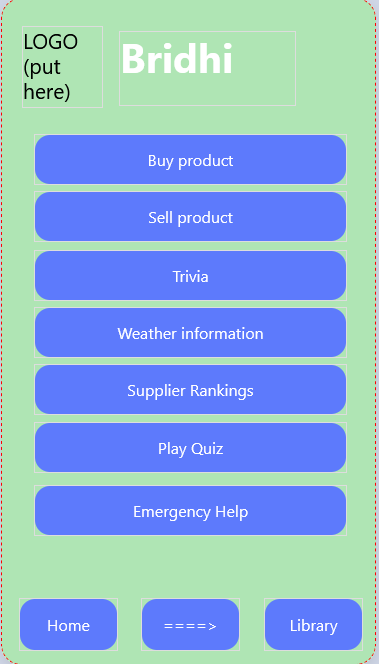 LOGO
(put
here)
Bridhi
Buy product
Sell product
Trivia
Weather information
Supplier Rankings
Play Quiz
Emergency Help
Home
====>
Library